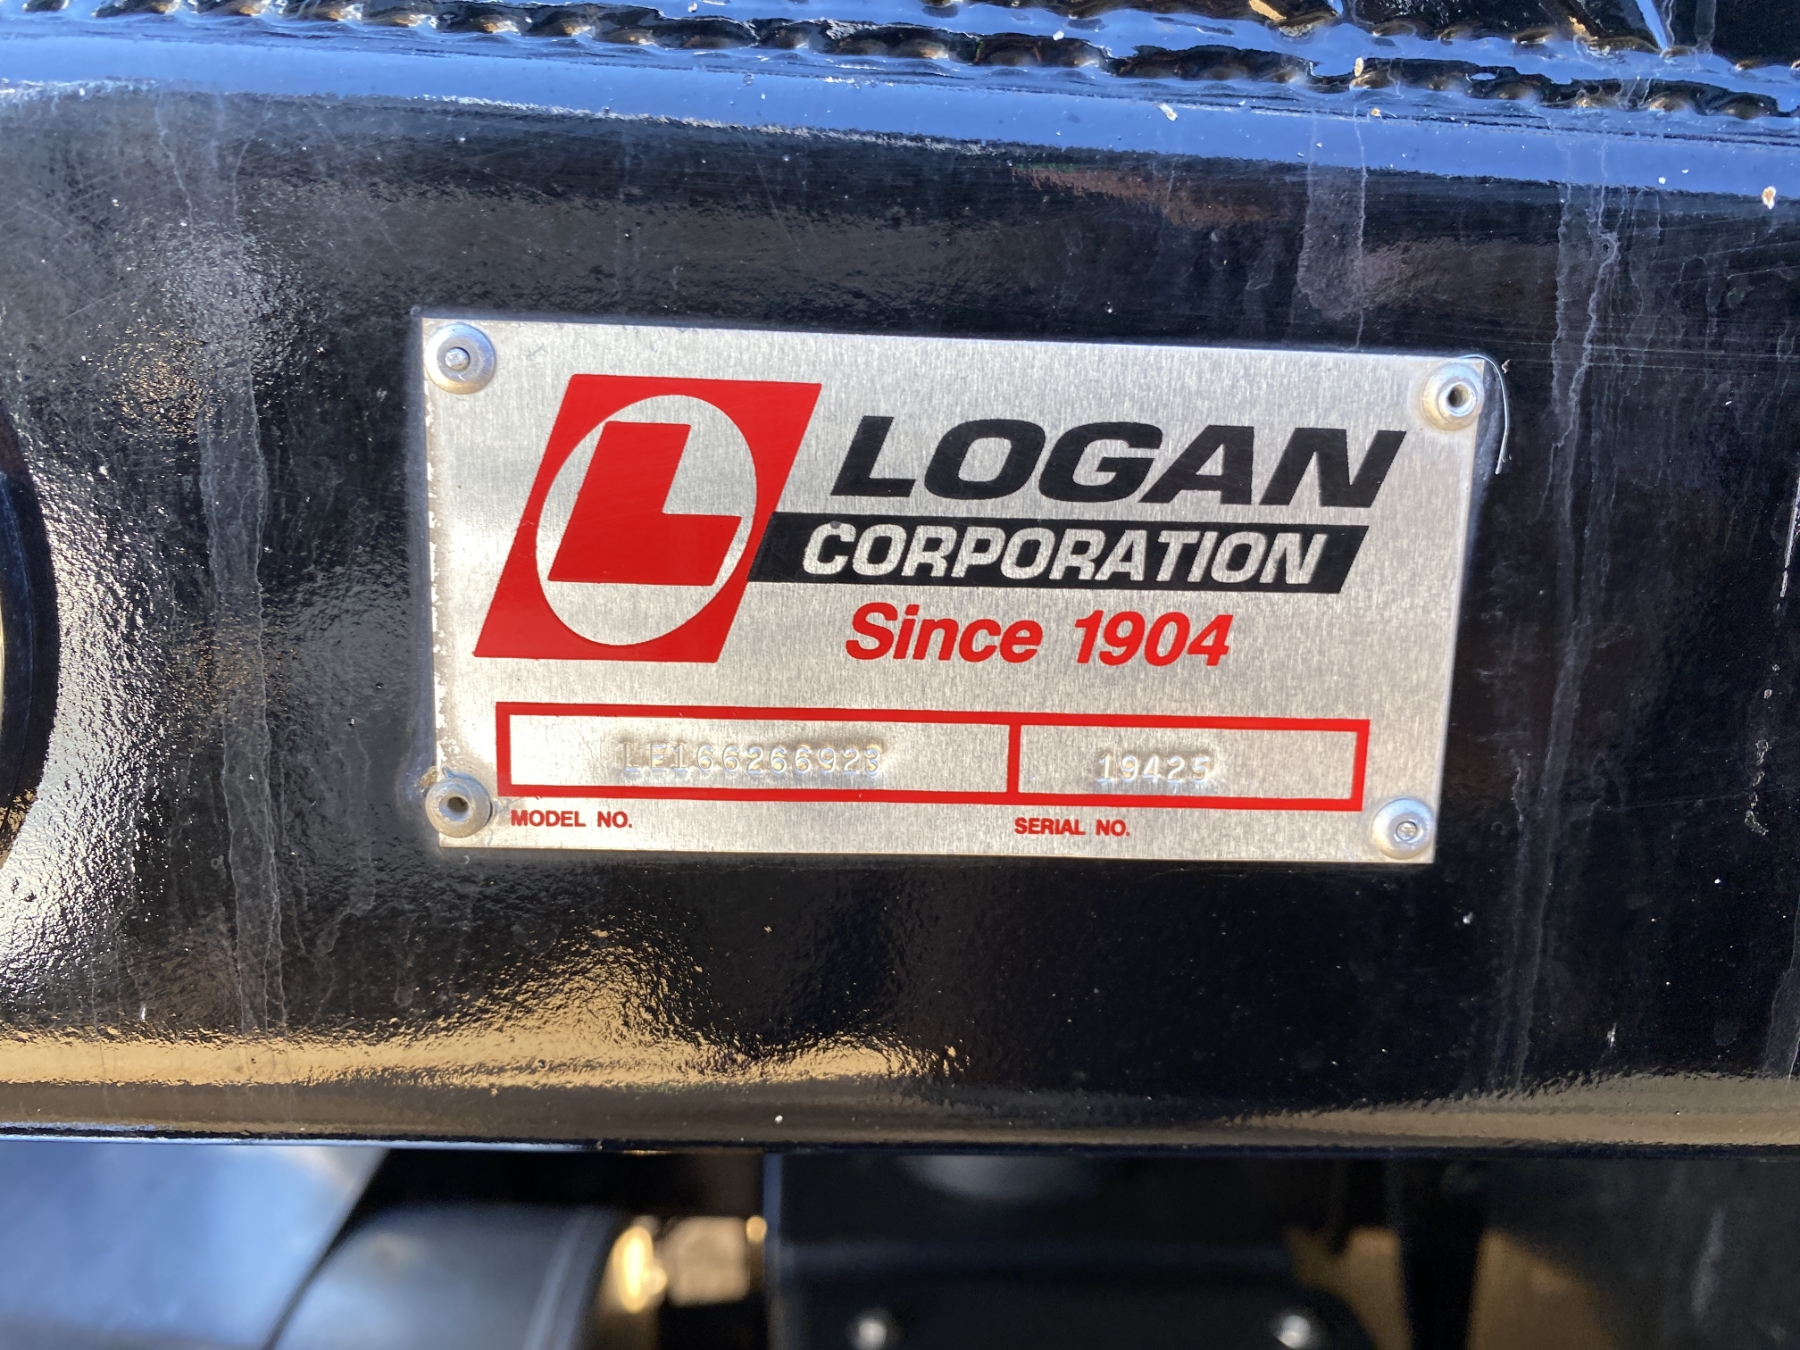 L
LOGAN
CORPORATION
Since 1904
LE166266923 19425
MODEL NO. SERIAL NO.